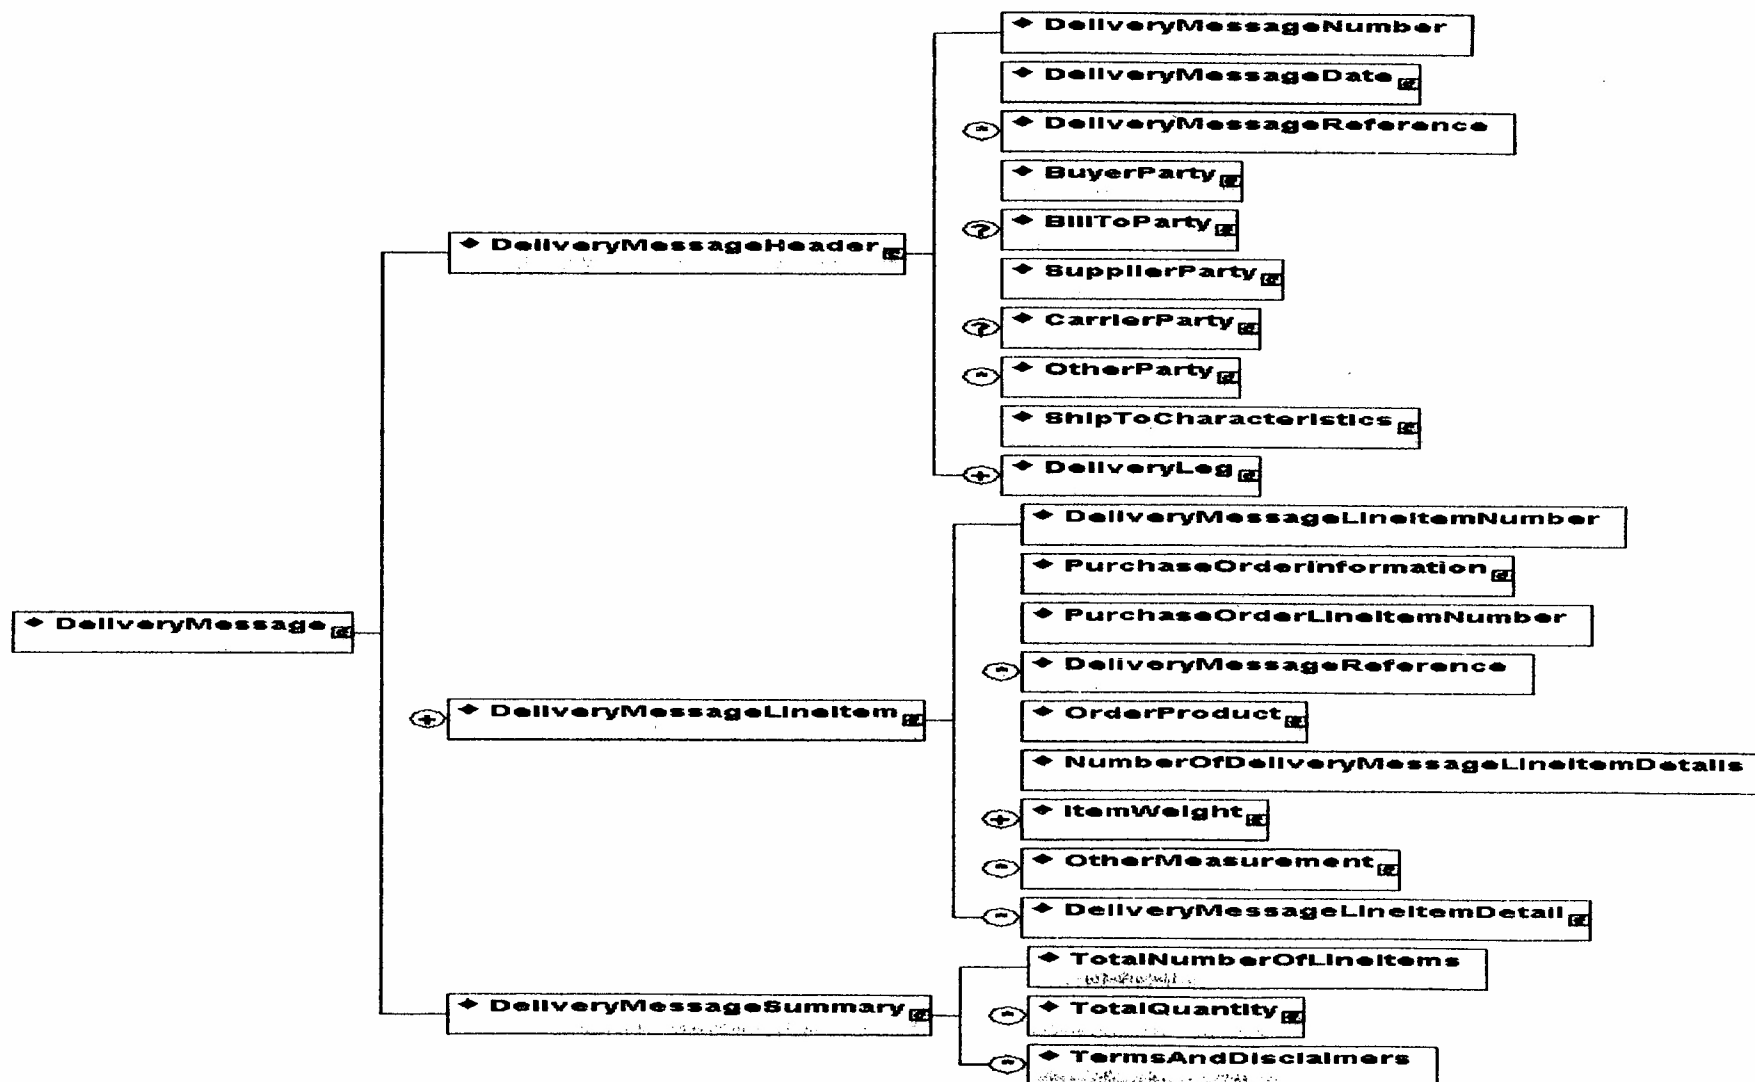 DeliveryMessage
DeliveryMessageHeader
DeliveryMessageNumber
DeliveryMessageDate
* DeliveryMessageReference
BuyerParty
? BillToParty
SupplierParty
? CarrierParty
* OtherParty
ShipToCharacteristics
+ DeliveryLeg
+ DeliveryMessageLineItem
DeliveryMessageLineItemNumber
PurchaseOrderInformation
PurchaseOrderLineItemNumber
* DeliveryMessageReference
OrderProduct
NumberOfDeliveryMessageLineItemDetails
+ ItemWeight
* OtherMeasurement
* DeliveryMessageLineItemDetail
DeliveryMessageSummary
TotalNumberOfLineItems
* TotalQuantity
* TermsAndDisclaimers